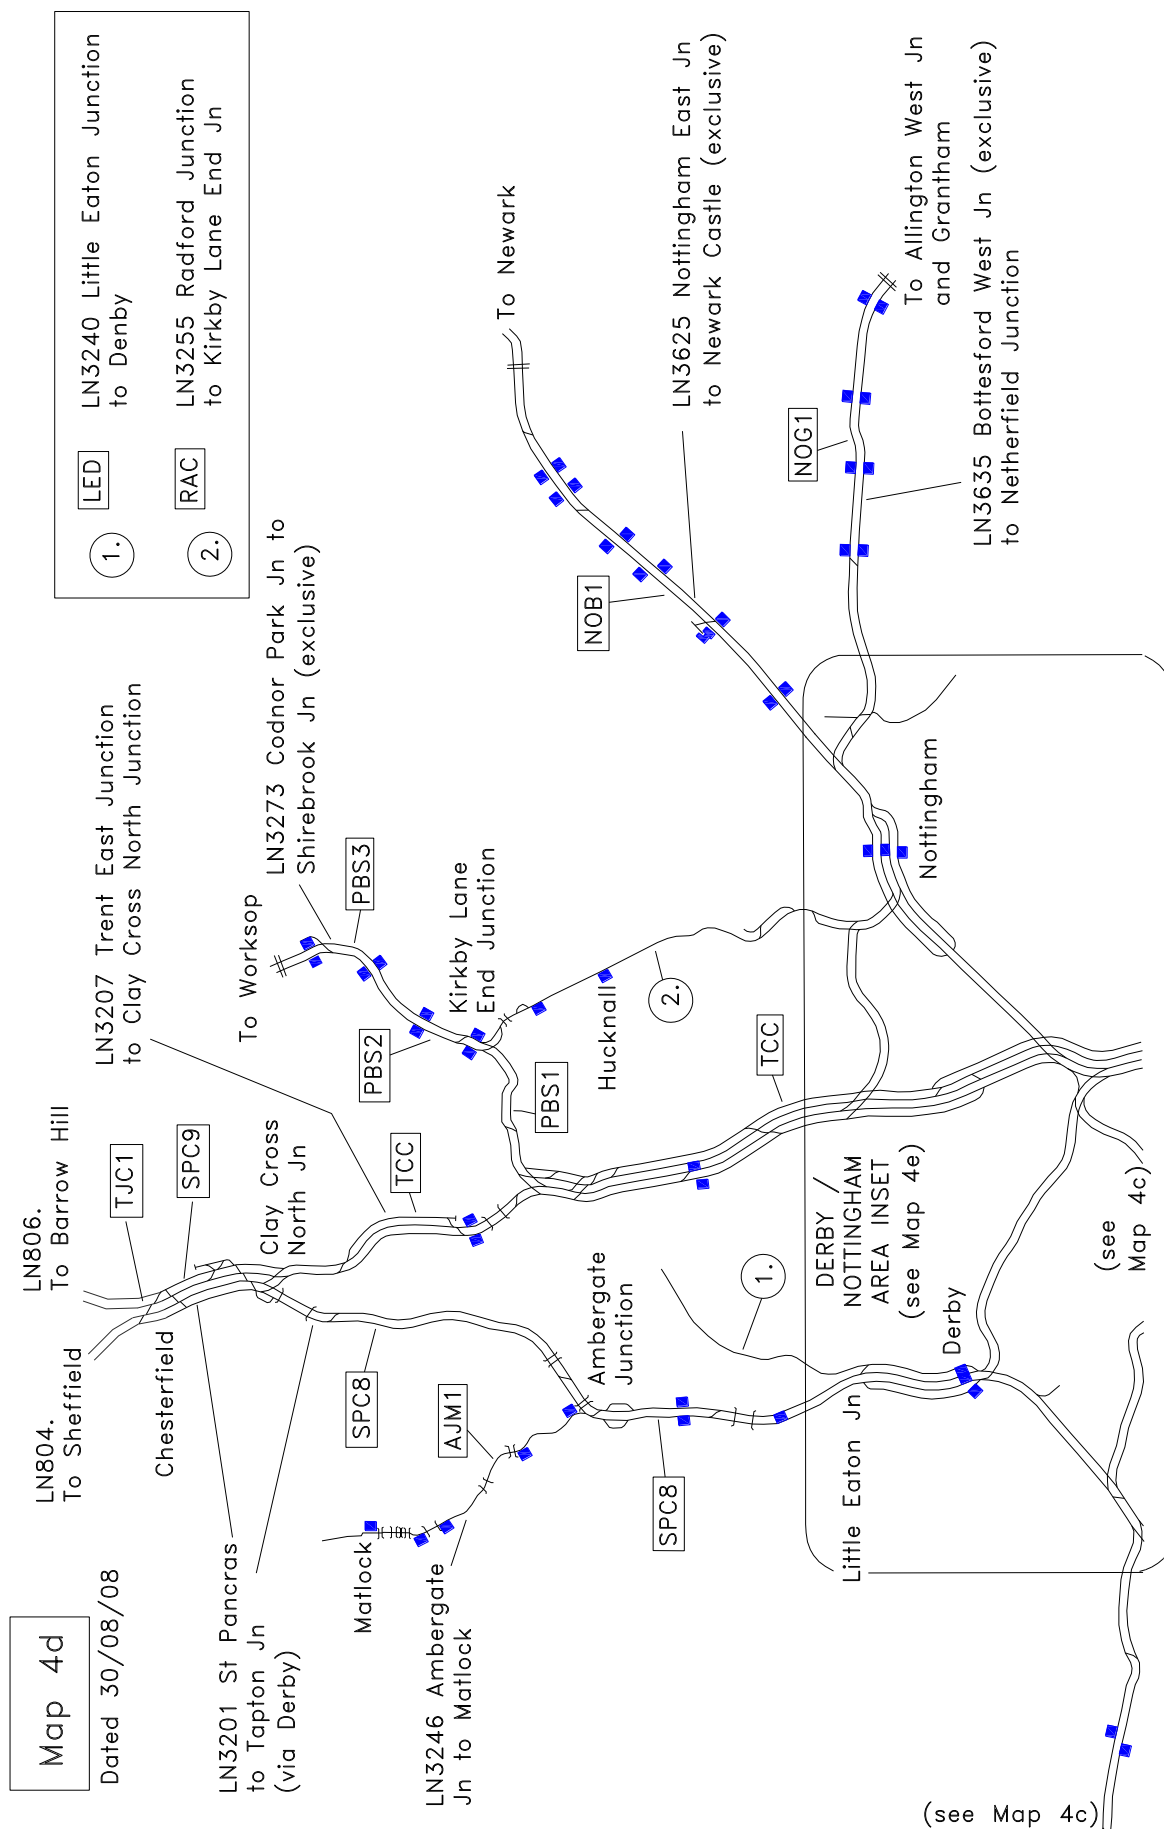 Map 4d
Dated 30/08/08
LN804.
To Sheffield
LN806.
To Barrow Hill
TJC1
Chesterfield
SPC9
LN3207 Trent East Junction
to Clay Cross North Junction
1.
LED
LN3240 Little Eaton Junction
to Denby
2.
RAC
LN3255 Radford Junction
to Kirkby Lane End Jn
LN3201 St Pancras
to Tapton Jn
(via Derby)
Clay Cross
North Jn
To Worksop
LN3273 Codnor Park Jn to
Shirebrook Jn (exclusive)
PBS3
Matlock
SPC8
TCC
PBS2
Kirkby Lane
End Junction
LN3246 Ambergate
Jn to Matlock
AJM1
PBS1
To Newark
Ambergate
Junction
Hucknall
NOB1
SPC8
2.
LN3625 Nottingham East Jn
to Newark Castle (exclusive)
1.
TCC
NOG1
DERBY /
NOTTINGHAM
AREA INSET
(see Map 4e)
Little Eaton Jn
Derby
Nottingham
To Allington West Jn
and Grantham
LN3635 Bottesford West Jn (exclusive)
to Netherfield Junction
(see Map 4c)
(see
Map 4c)